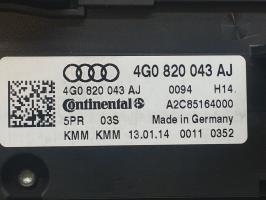 4G0 820 043 AJ
4G0 820 043 AJ 0094 H14
Continental A2C85164000
5PR 03S Made in Germany
KMM KMM 13.01.14 0011 0352